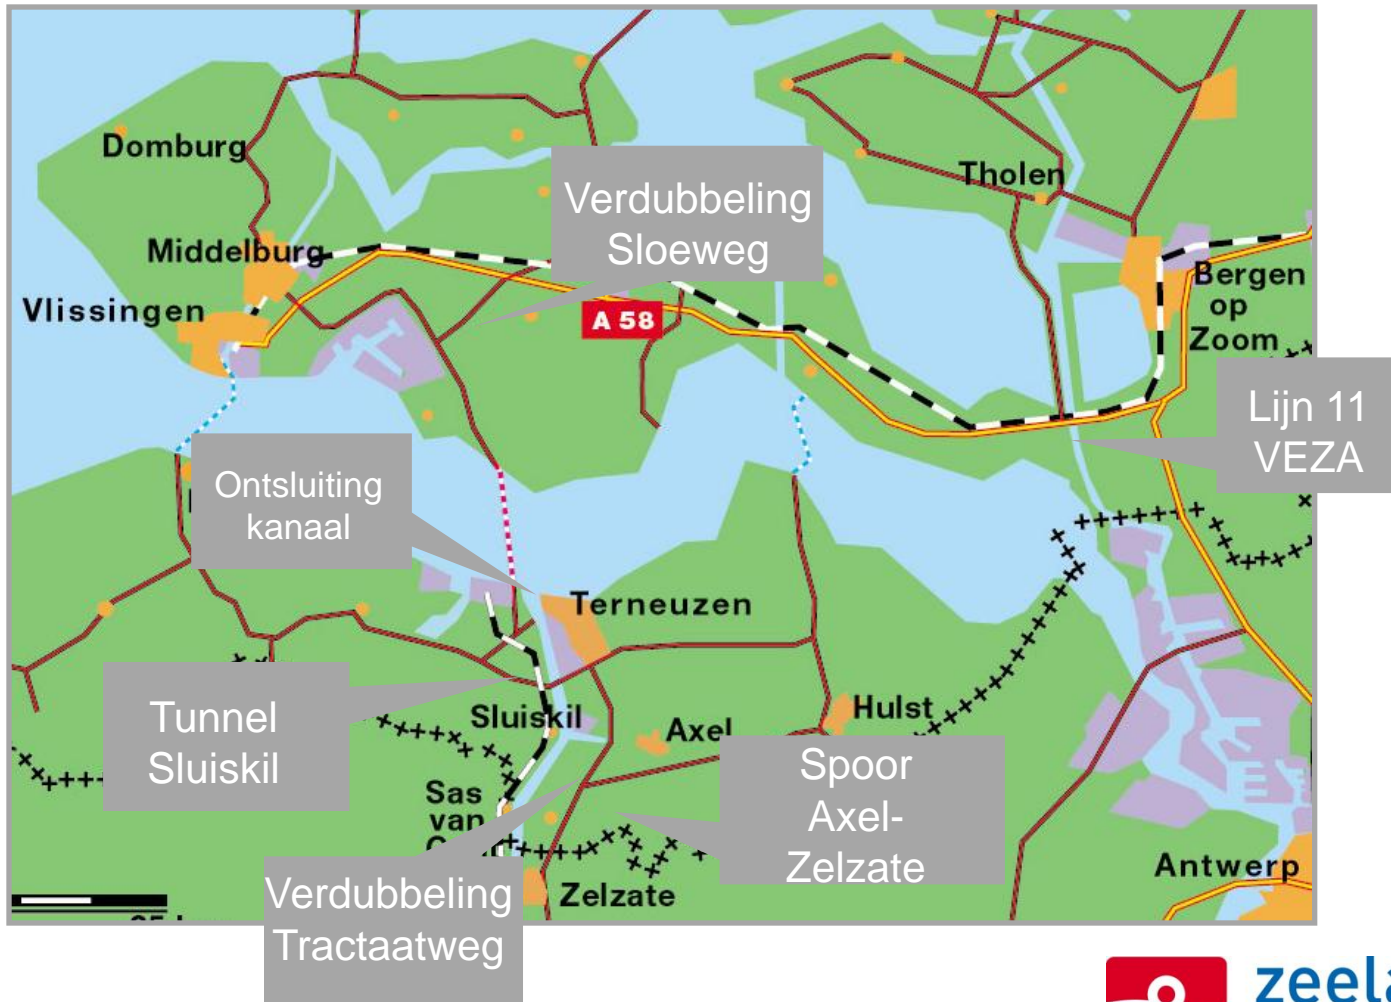 Domburg
Tholen
Verdubbeling
Sloeweg
Middelburg
Vlissingen
A 58
Bergen
op
Zoom
Lijn 11
VEZA
Ontsluiting
kanaal
Terneuzen
Tunnel
Sluiskil
Sluiskil
Axel
Hulst
Spoor
Axel-
Zelzate
Sas
van
Verdubbeling
Tractaatweg
Zelzate
Antwerp